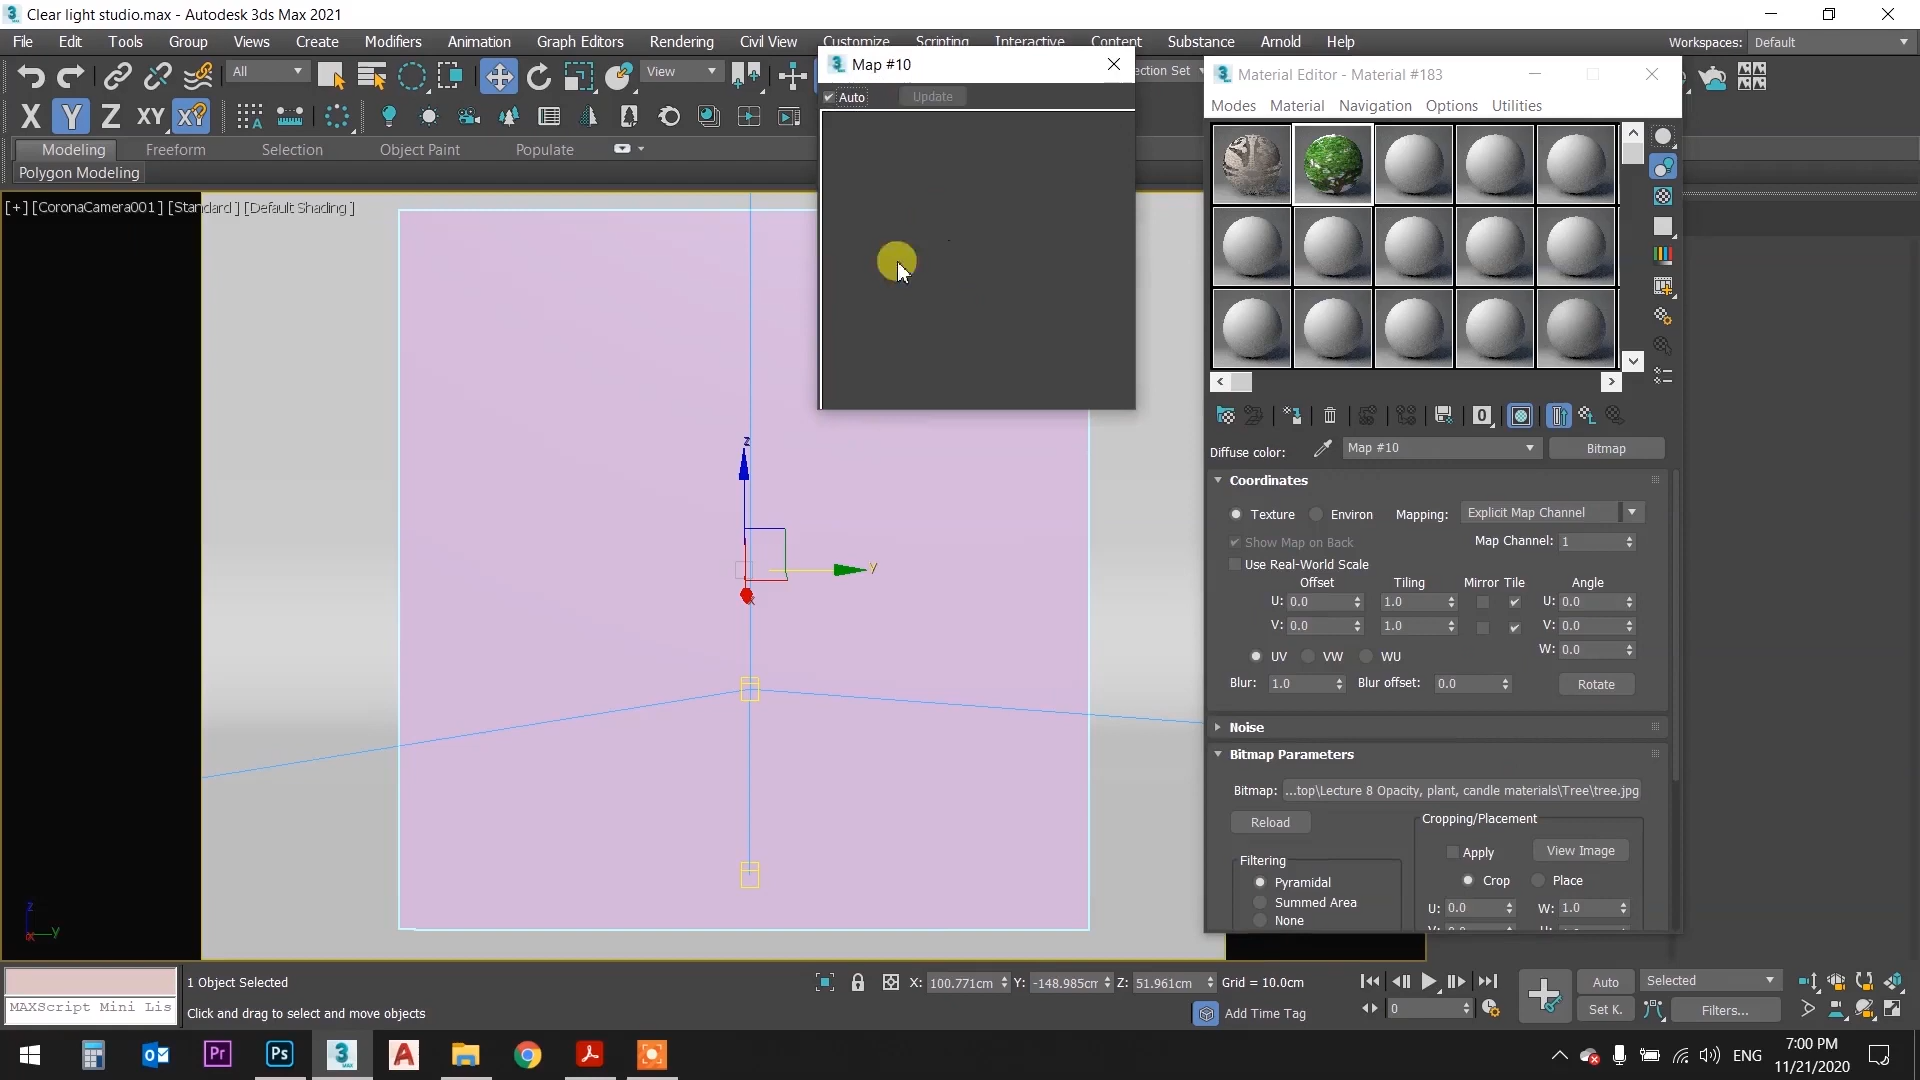 Clear light studio.max - Autodesk 3ds Max 2021
File Edit Tools Group Views Create Modifiers Animation Graph Editors Rendering Civil View Customize Scripting Interactive Content Substance Arnold Help
Workspaces: Default
All
View
ection Set
X Y Z XY
Modeling Freeform Selection Object Paint Populate
Polygon Modeling
[+] [CoronaCamera001] [Standard ] [Default Shading ]
Map #10
Auto Update
z
y
x
z
y
x
Material Editor - Material #183
Modes Material Navigation Options Utilities
0
Diffuse color: Map #10 Bitmap
Coordinates
Texture Environ Mapping: Explicit Map Channel
Show Map on Back Map Channel: 1
Use Real-World Scale
Offset Tiling Mirror Tile Angle
U: 0.0 1.0 U: 0.0
V: 0.0 1.0 V: 0.0
W: 0.0
UV VW WU
Blur: 1.0 Blur offset: 0.0 Rotate
Noise
Bitmap Parameters
Bitmap: ...top\Lecture 8 Opacity, plant, candle materials\Tree\tree.jpg
Reload
Cropping/Placement
Apply View Image
Crop Place
U: 0.0 W: 1.0
Filtering
Pyramidal
Summed Area
None
MAXScript Mini Lis
1 Object Selected
Click and drag to select and move objects
X: 100.771cm Y: -148.985cm Z: 51.961cm Grid = 10.0cm
Add Time Tag
0
Auto Selected
Set K. Filters...
Pr Ps 3 MAX A
ENG
7:00 PM
11/21/2020